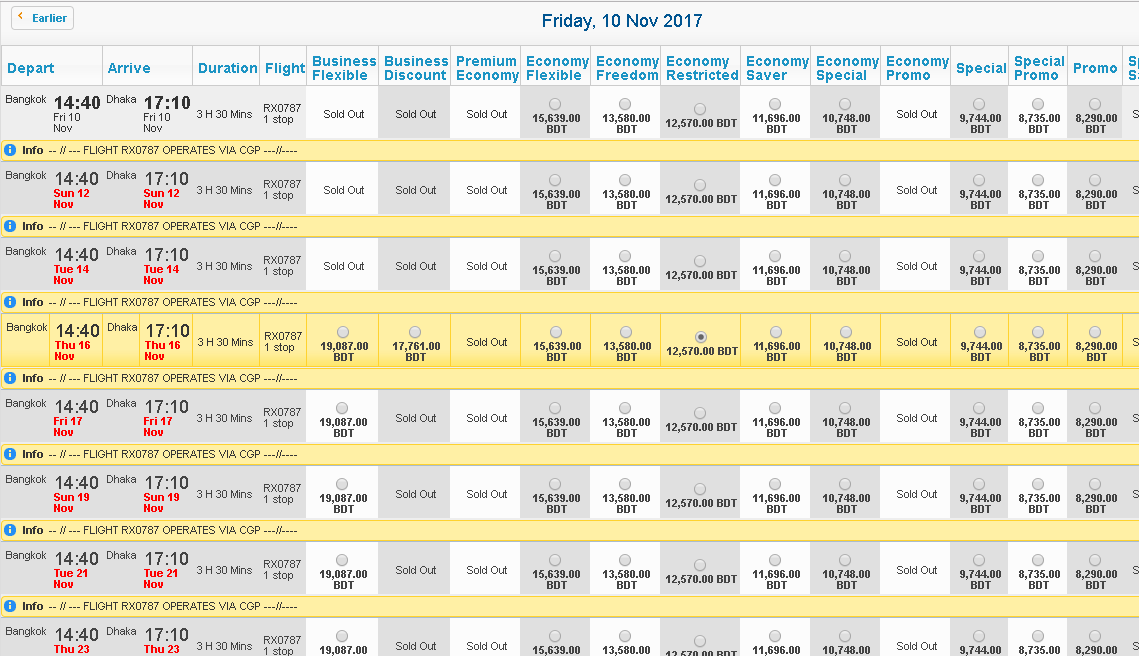 Earlier
Friday, 10 Nov 2017
Depart Arrive Duration Flight Business Flexible Business Discount Premium Economy Economy Flexible Economy Freedom Economy Restricted Economy Saver Economy Special Economy Promo Special Special Promo Promo
Bangkok 14:40 Fri 10 Nov Dhaka 17:10 Fri 10 Nov 3 H 30 Mins RX0787 1 stop Sold Out Sold Out Sold Out 15,639.00 BDT 13,580.00 BDT 12,570.00 BDT 11,696.00 BDT 10,748.00 BDT Sold Out 9,744.00 BDT 8,735.00 BDT 8,290.00 BDT
Info -- // --- FLIGHT RX0787 OPERATES VIA CGP ---//----
Bangkok 14:40 Sun 12 Nov Dhaka 17:10 Sun 12 Nov 3 H 30 Mins RX0787 1 stop Sold Out Sold Out Sold Out 15,639.00 BDT 13,580.00 BDT 12,570.00 BDT 11,696.00 BDT 10,748.00 BDT Sold Out 9,744.00 BDT 8,735.00 BDT 8,290.00 BDT
Info -- // --- FLIGHT RX0787 OPERATES VIA CGP ---//----
Bangkok 14:40 Tue 14 Nov Dhaka 17:10 Tue 14 Nov 3 H 30 Mins RX0787 1 stop Sold Out Sold Out Sold Out 15,639.00 BDT 13,580.00 BDT 12,570.00 BDT 11,696.00 BDT 10,748.00 BDT Sold Out 9,744.00 BDT 8,735.00 BDT 8,290.00 BDT
Info -- // --- FLIGHT RX0787 OPERATES VIA CGP ---//----
Bangkok 14:40 Thu 16 Nov Dhaka 17:10 Thu 16 Nov 3 H 30 Mins RX0787 1 stop 19,087.00 BDT 17,761.00 BDT Sold Out 15,639.00 BDT 13,580.00 BDT 12,570.00 BDT 11,696.00 BDT 10,748.00 BDT Sold Out 9,744.00 BDT 8,735.00 BDT 8,290.00 BDT
Info -- // --- FLIGHT RX0787 OPERATES VIA CGP ---//----
Bangkok 14:40 Fri 17 Nov Dhaka 17:10 Fri 17 Nov 3 H 30 Mins RX0787 1 stop 19,087.00 BDT Sold Out Sold Out 15,639.00 BDT 13,580.00 BDT 12,570.00 BDT 11,696.00 BDT 10,748.00 BDT Sold Out 9,744.00 BDT 8,735.00 BDT 8,290.00 BDT
Info -- // --- FLIGHT RX0787 OPERATES VIA CGP ---//----
Bangkok 14:40 Sun 19 Nov Dhaka 17:10 Sun 19 Nov 3 H 30 Mins RX0787 1 stop 19,087.00 BDT Sold Out Sold Out 15,639.00 BDT 13,580.00 BDT 12,570.00 BDT 11,696.00 BDT 10,748.00 BDT Sold Out 9,744.00 BDT 8,735.00 BDT 8,290.00 BDT
Info -- // --- FLIGHT RX0787 OPERATES VIA CGP ---//----
Bangkok 14:40 Tue 21 Nov Dhaka 17:10 Tue 21 Nov 3 H 30 Mins RX0787 1 stop 19,087.00 BDT Sold Out Sold Out 15,639.00 BDT 13,580.00 BDT 12,570.00 BDT 11,696.00 BDT 10,748.00 BDT Sold Out 9,744.00 BDT 8,735.00 BDT 8,290.00 BDT
Info -- // --- FLIGHT RX0787 OPERATES VIA CGP ---//----
Bangkok 14:40 Thu 23 Dhaka 17:10 Thu 23 3 H 30 Mins RX0787 1 stop 19,087.00 Sold Out Sold Out 15,639.00 13,580.00 12,570.00 BDT 11,696.00 10,748.00 Sold Out 9,744.00 8,735.00 8,290.00